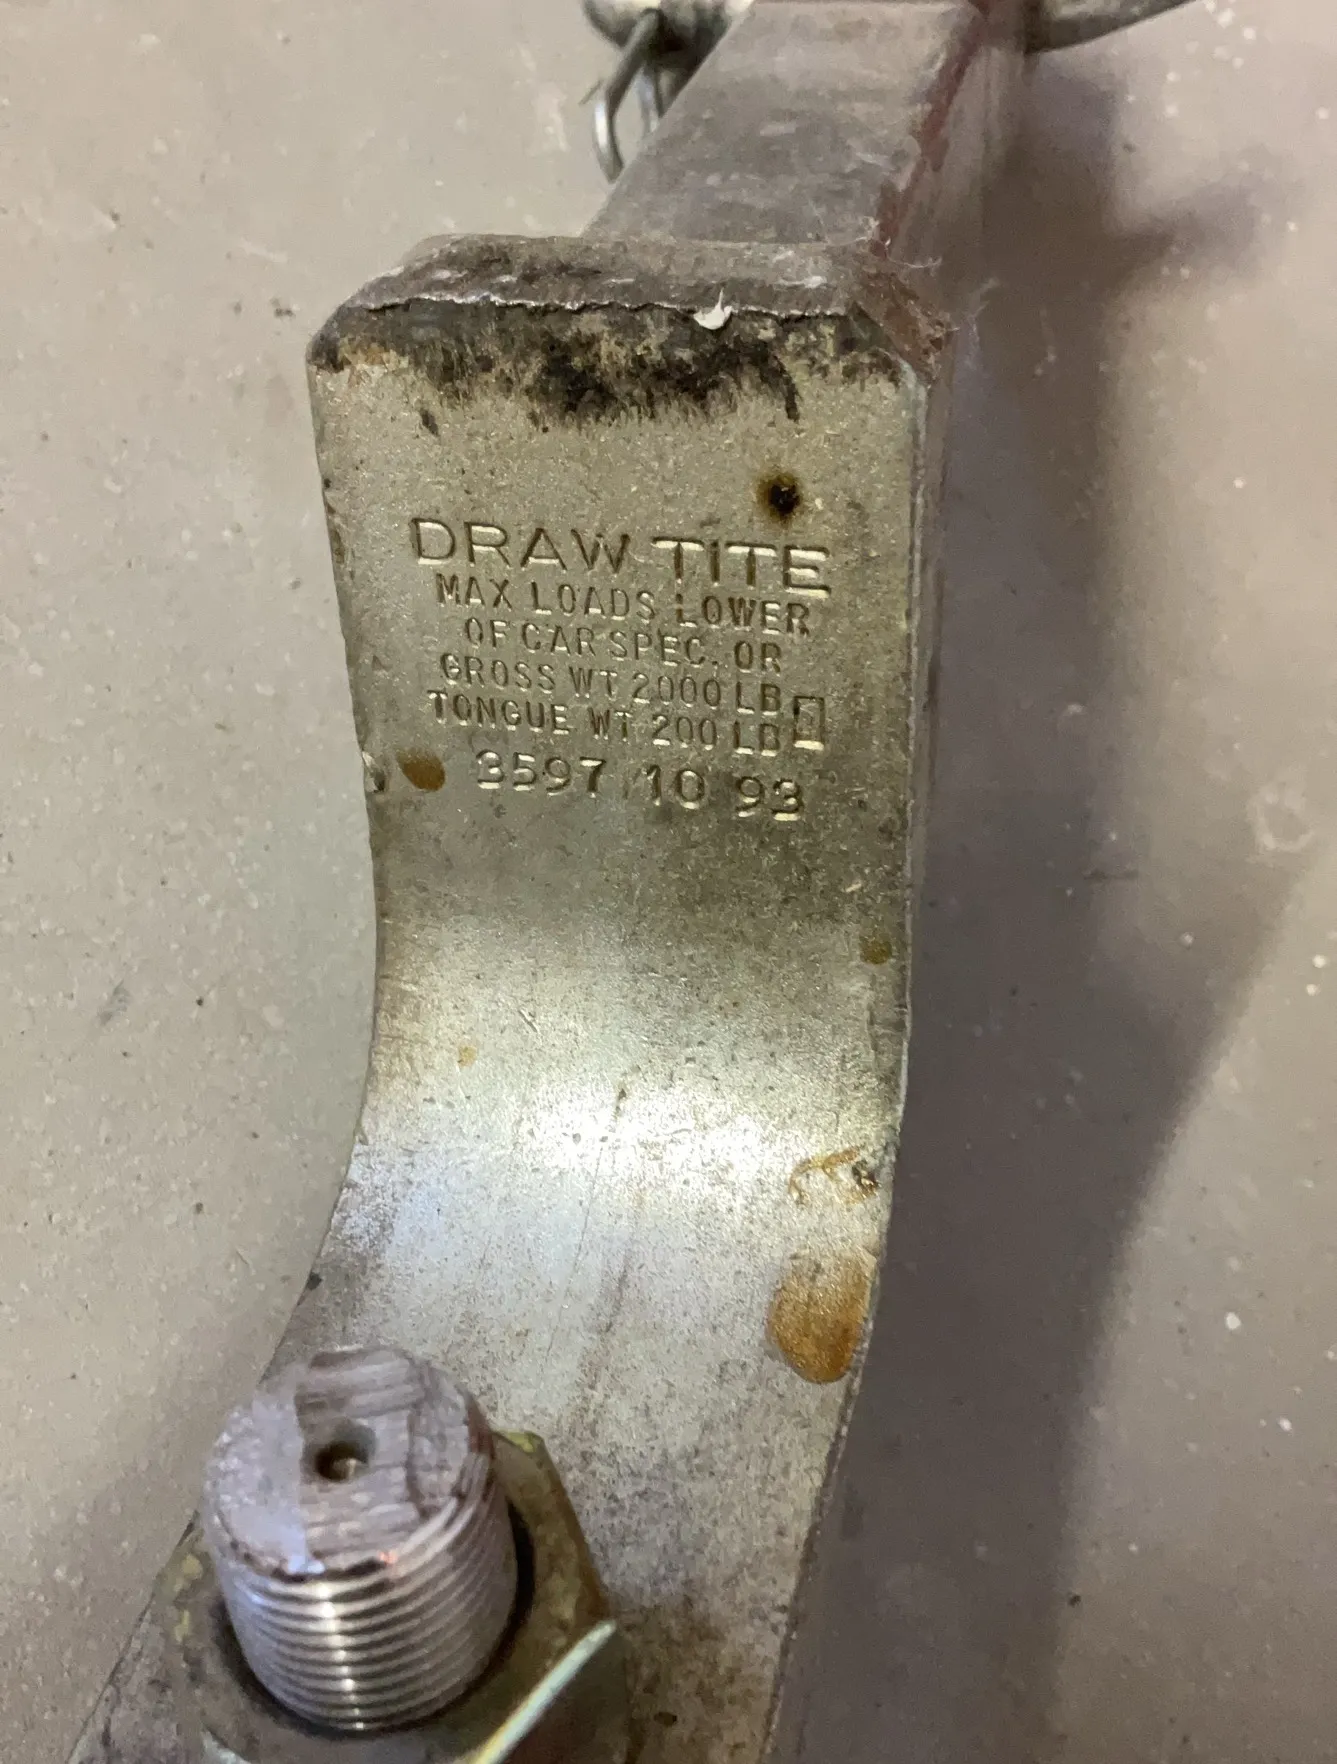 DRAW-TITE
MAX LOADS LOWER
OF CAR SPEC. OR
GROSS WT 2000 LB
TONGUE WT 200 LB
3597 10 93